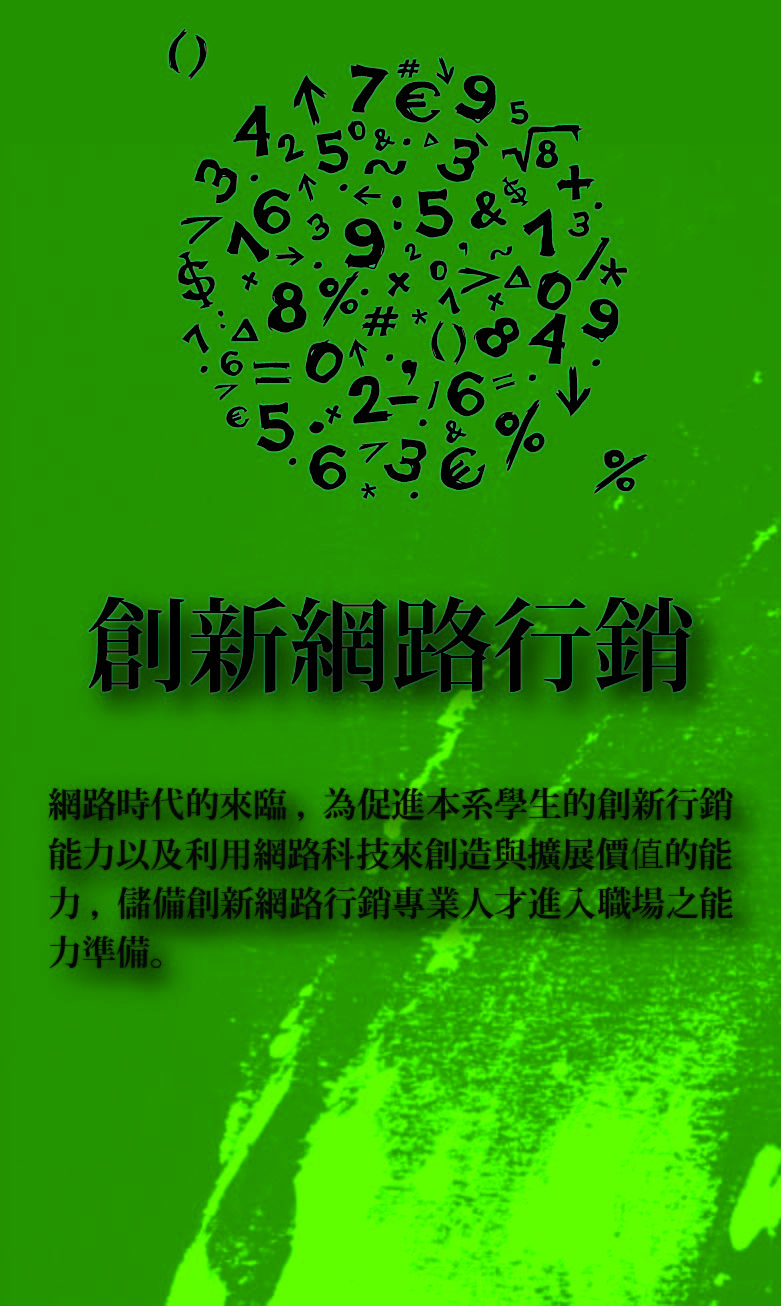 創新網路行銷
網路時代的來臨，為促進本系學生的創新行銷
能力以及利用網路科技來創造與擴展價值的能
力，儲備創新網路行銷專業人才進入職場之能
力準備。